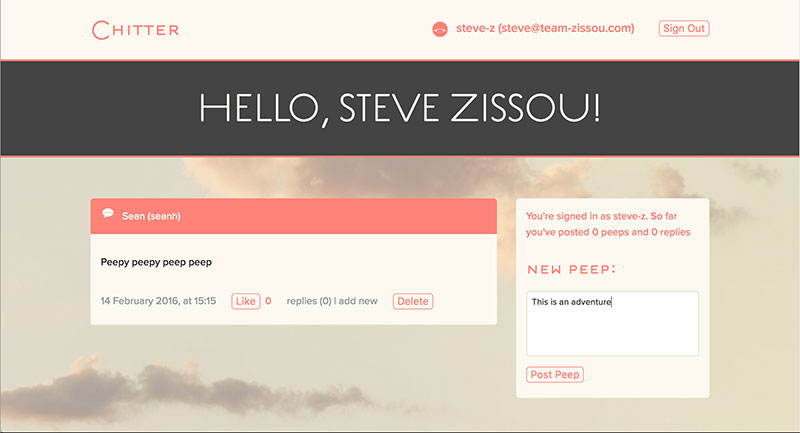 CHITTER
steve-z (steve@team-zissou.com)
Sign Out
HELLO, STEVE ZISSOU!
Sean (seanh)
Peepy peepy peep peep
14 February 2016, at 15:15 Like 0 replies (0) | add new Delete
You're signed in as steve-z. So far
you've posted 0 peeps and 0 replies
NEW PEEP:
This is an adventure
Post Peep